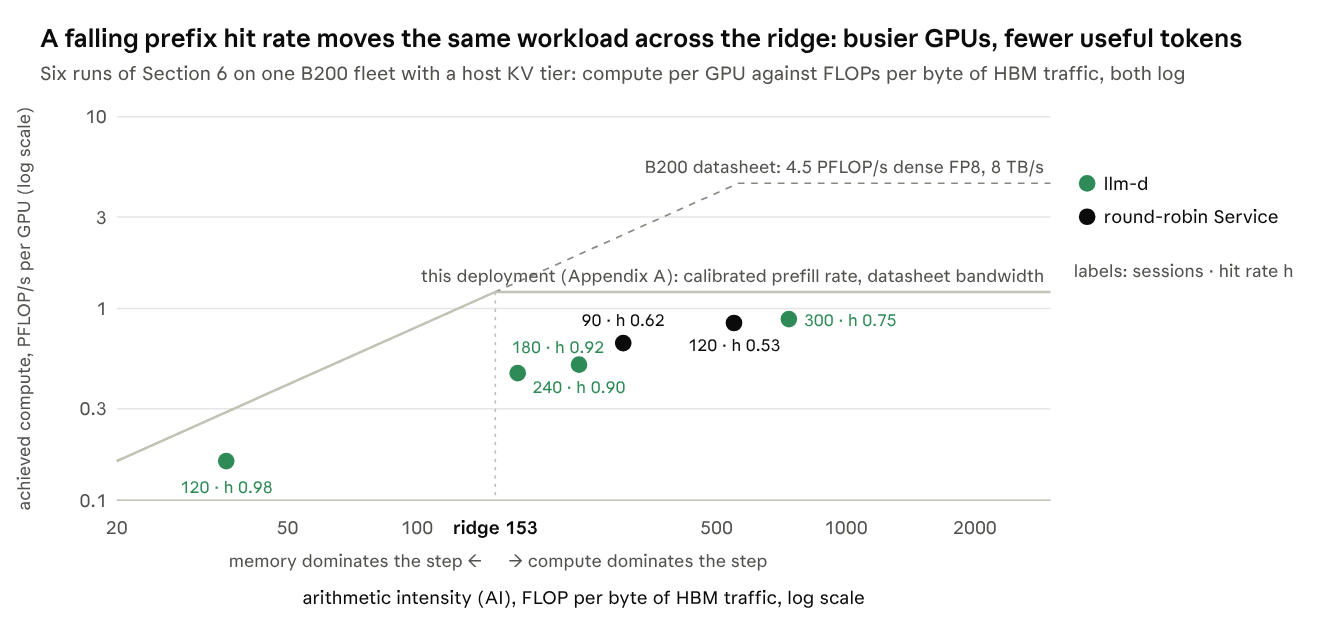 A falling prefix hit rate moves the same workload across the ridge: busier GPUs, fewer useful tokens
Six runs of Section 6 on one B200 fleet with a host KV tier: compute per GPU against FLOPs per byte of HBM traffic, both log
achieved compute, PFLOP/s per GPU (log scale)
10
3
1
0.3
0.1
B200 datasheet: 4.5 PFLOP/s dense FP8, 8 TB/s
this deployment (Appendix A): calibrated prefill rate, datasheet bandwidth
90 · h 0.62
300 · h 0.75
180 · h 0.92
120 · h 0.53
240 · h 0.90
120 · h 0.98
llm-d
round-robin Service
labels: sessions · hit rate h
20
50
100
ridge 153
500
1000
2000
memory dominates the step ←
→ compute dominates the step
arithmetic intensity (AI), FLOP per byte of HBM traffic, log scale